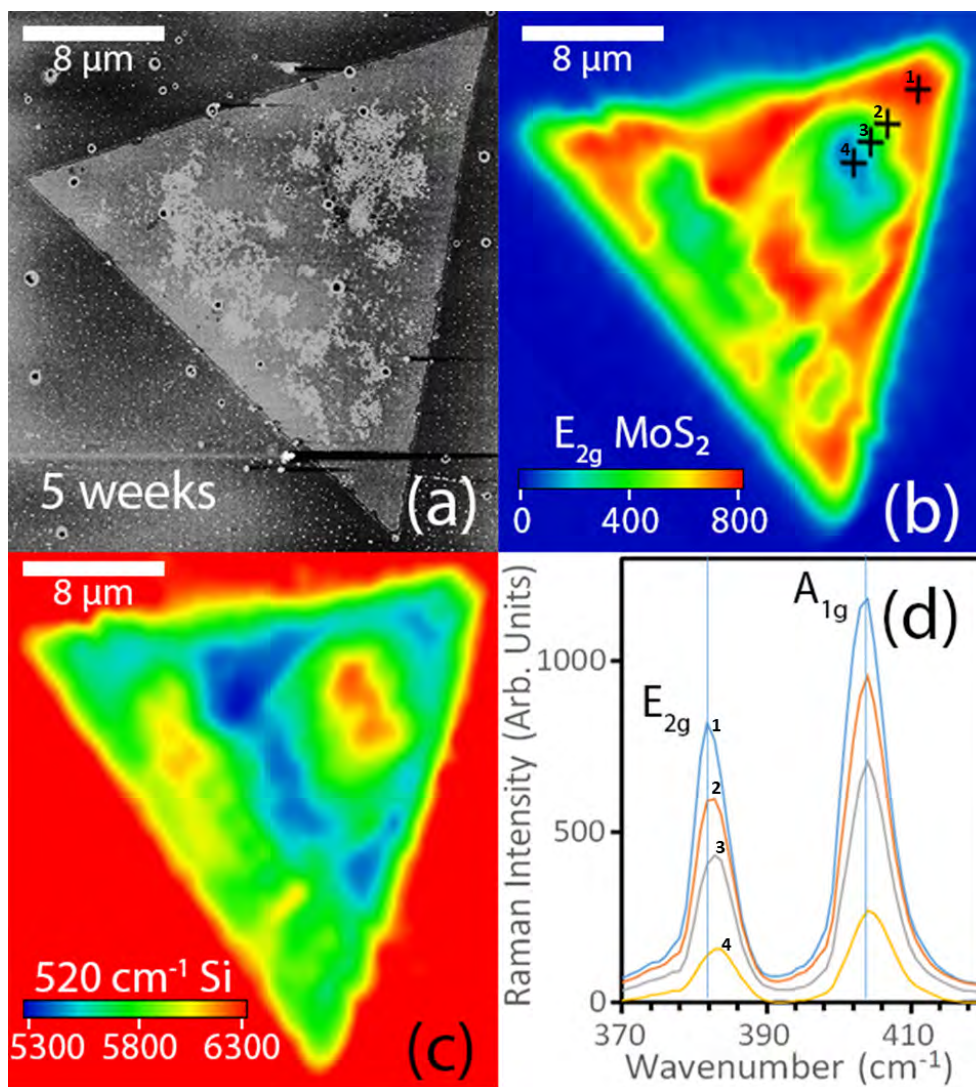 8 μm
5 weeks
(a)
8 μm
1
2
3
4
E2g MoS2
0 400 800
(b)
8 μm
520 cm-1 Si
5300 5800 6300
(c)
Raman Intensity (Arb. Units)
1000
500
0
E2g
A1g
(d)
1
2
3
4
370 390 410
Wavenumber (cm-1)